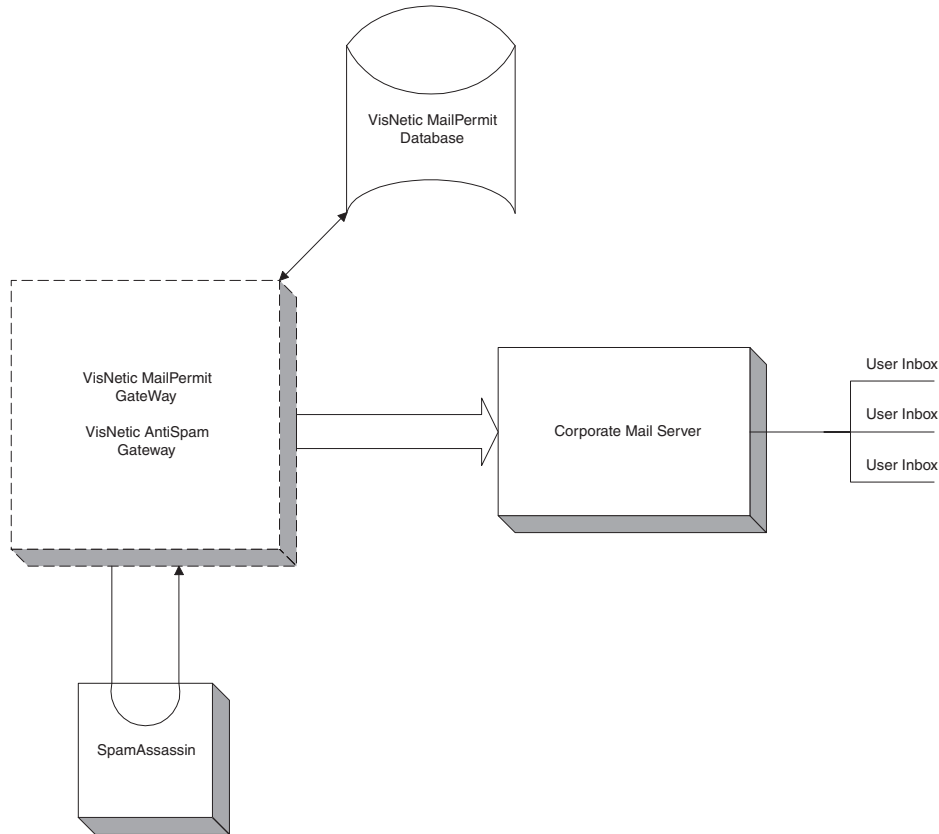 VisNetic MailPermit
Database
VisNetic MailPermit
GateWay
VisNetic AntiSpam
Gateway
Corporate Mail Server
User Inbox
User Inbox
User Inbox
SpamAssassin